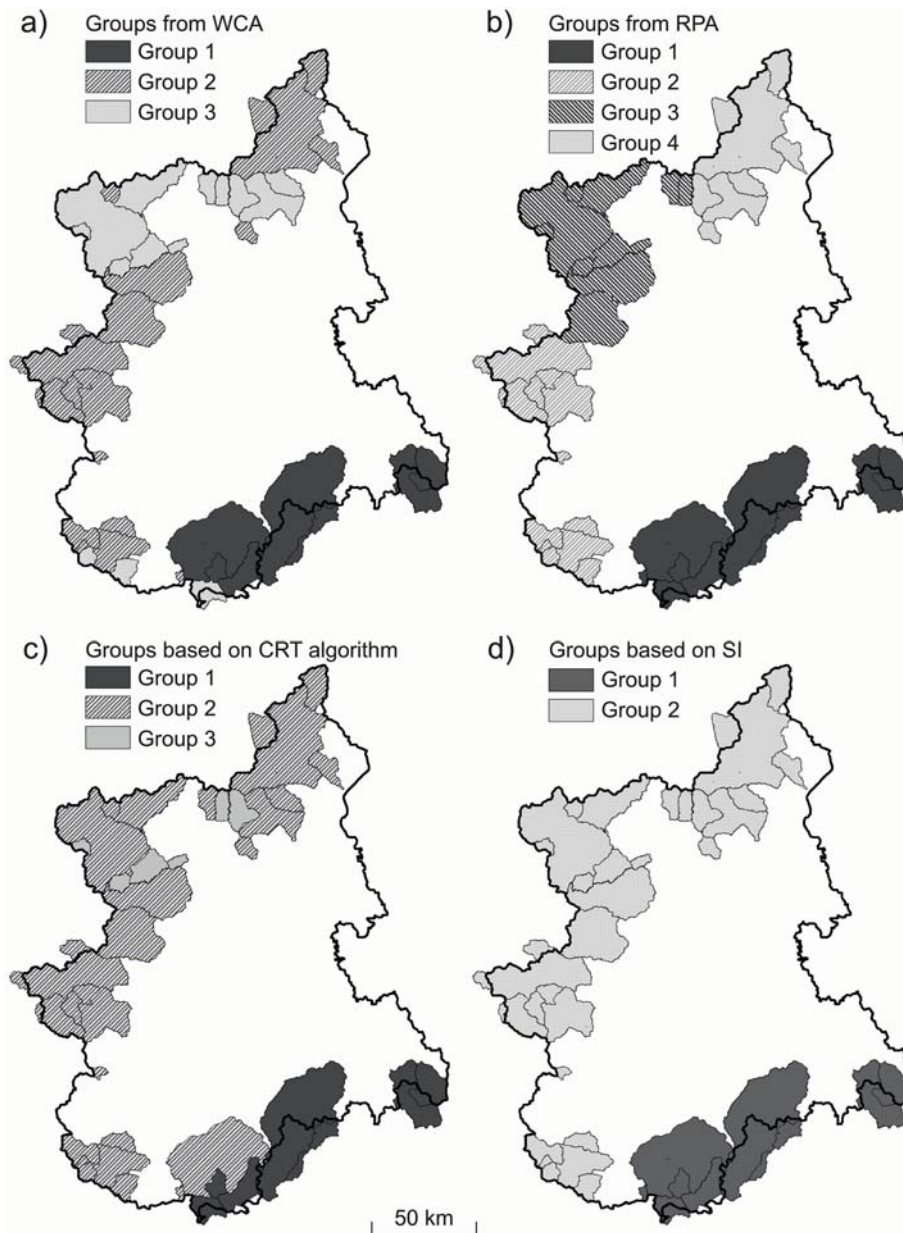 a)
Groups from WCA
Group 1
Group 2
Group 3
b)
Groups from RPA
Group 1
Group 2
Group 3
Group 4
c)
Groups based on CRT algorithm
Group 1
Group 2
Group 3
d)
Groups based on SI
Group 1
Group 2
50 km